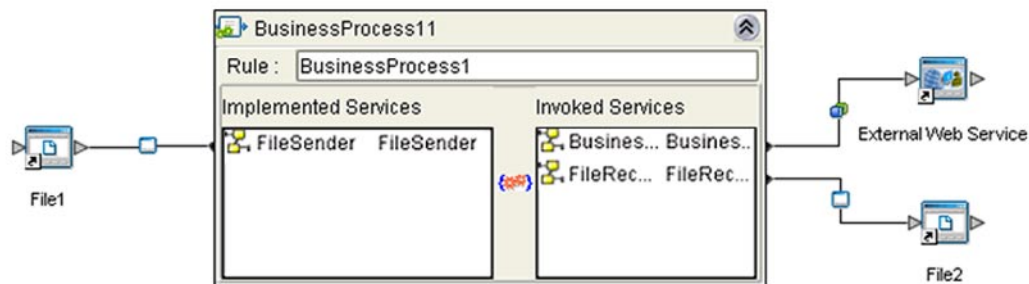 BusinessProcess11
Rule : BusinessProcess1
Implemented Services
Invoked Services
FileSender FileSender
Busines... Busines..
FileRec... FileRec...
File1
External Web Service
File2